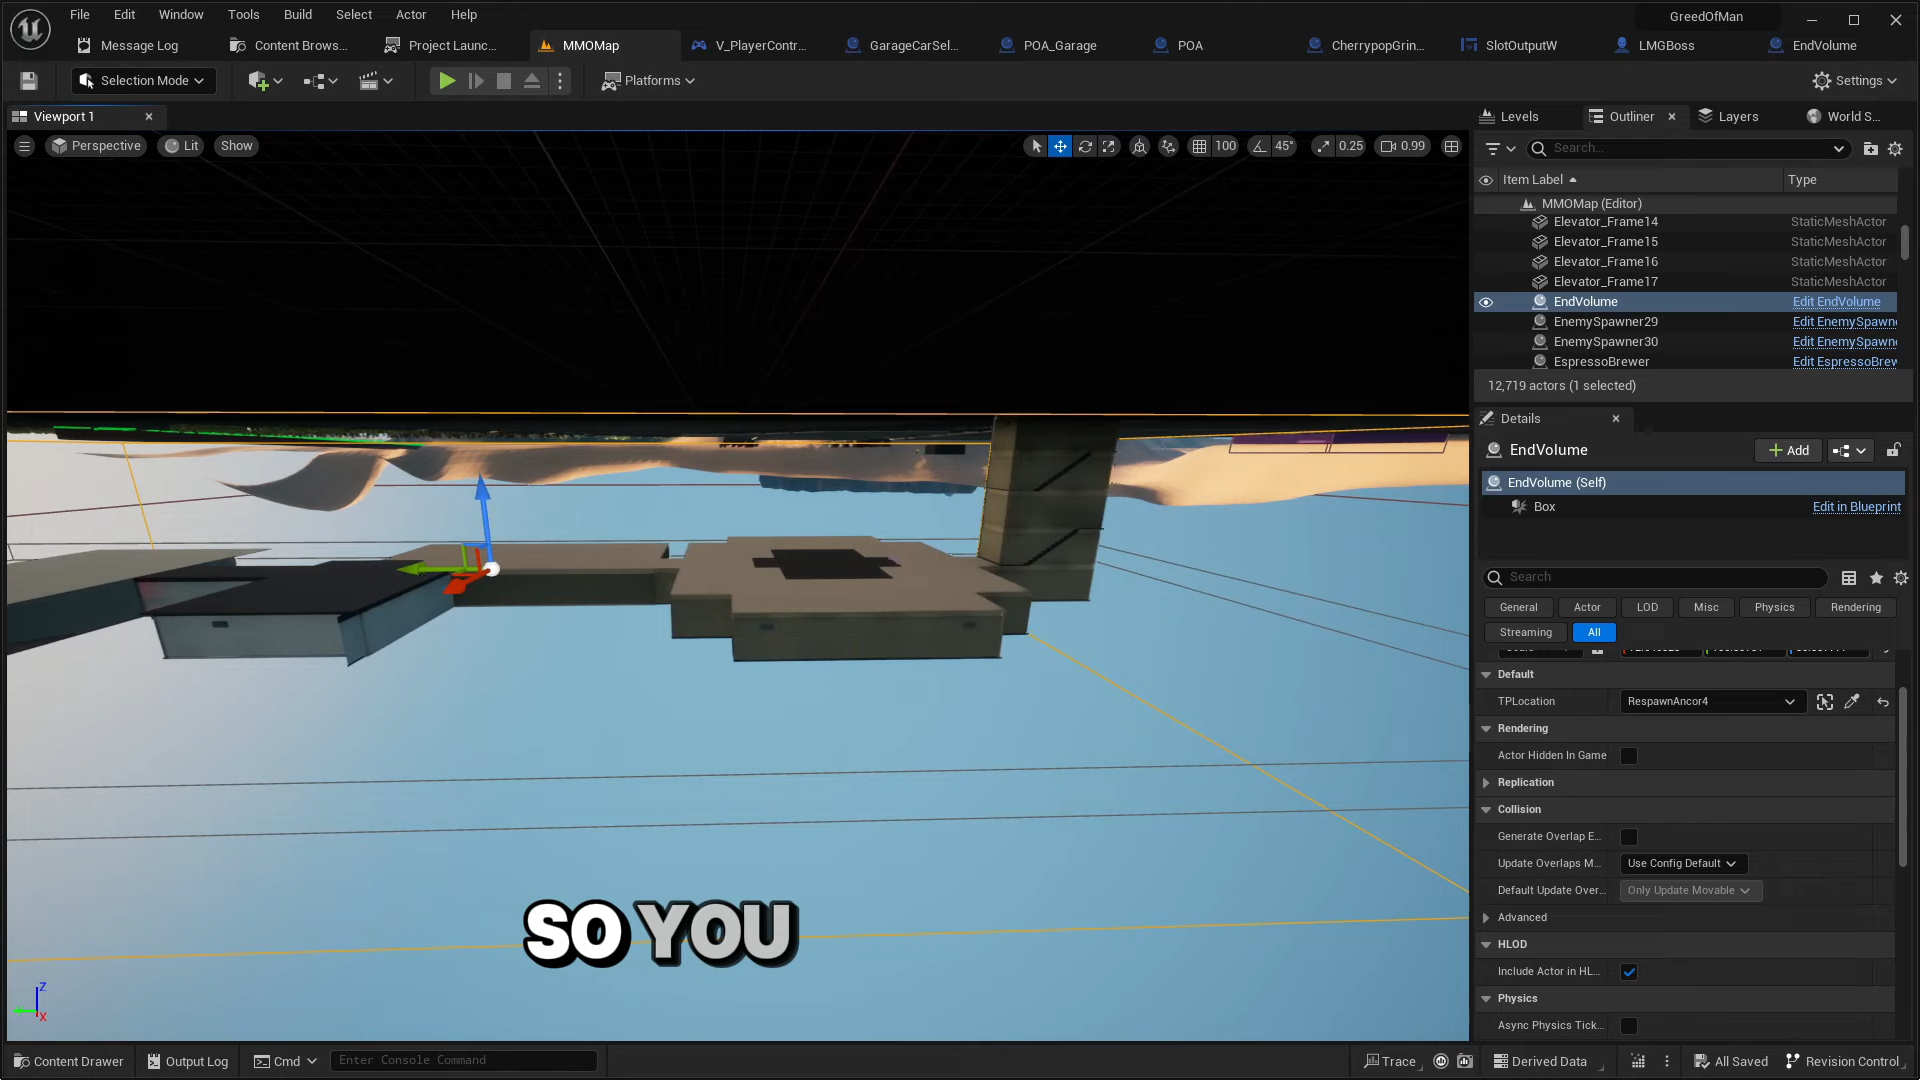 File Edit Window Tools Build Select Actor Help
GreedOfMan
Message Log
Content Brows...
Project Launc...
MMOMap
V_PlayerContr...
GarageCarSel...
POA_Garage
POA
CherrypopGrin...
SlotOutputW
LMGBoss
EndVolume
Selection Mode
Platforms
Settings
Viewport 1
Levels
Outliner
Layers
World S...
Perspective
Lit
Show
100
45°
0.25
0.99
Search...
Item Label
Type
MMOMap (Editor)
Elevator_Frame14 StaticMeshActor
Elevator_Frame15 StaticMeshActor
Elevator_Frame16 StaticMeshActor
Elevator_Frame17 StaticMeshActor
EndVolume Edit EndVolume
EnemySpawner29 Edit EnemySpawn
EnemySpawner30 Edit EnemySpawn
EspressoBrewer Edit EspressoBrew
12,719 actors (1 selected)
Details
EndVolume
Add
EndVolume (Self)
Box Edit in Blueprint
Search
General Actor LOD Misc Physics Rendering
Streaming All
Default
TPLocation RespawnAncor4
Rendering
Actor Hidden In Game
Replication
Collision
Generate Overlap E...
Update Overlaps M... Use Config Default
Default Update Over... Only Update Movable
Advanced
HLOD
Include Actor in HL...
Physics
Async Physics Tick...
SO YOU
Z
X
Content Drawer
Output Log
Cmd
Enter Console Command
Trace
Derived Data
All Saved
Revision Control